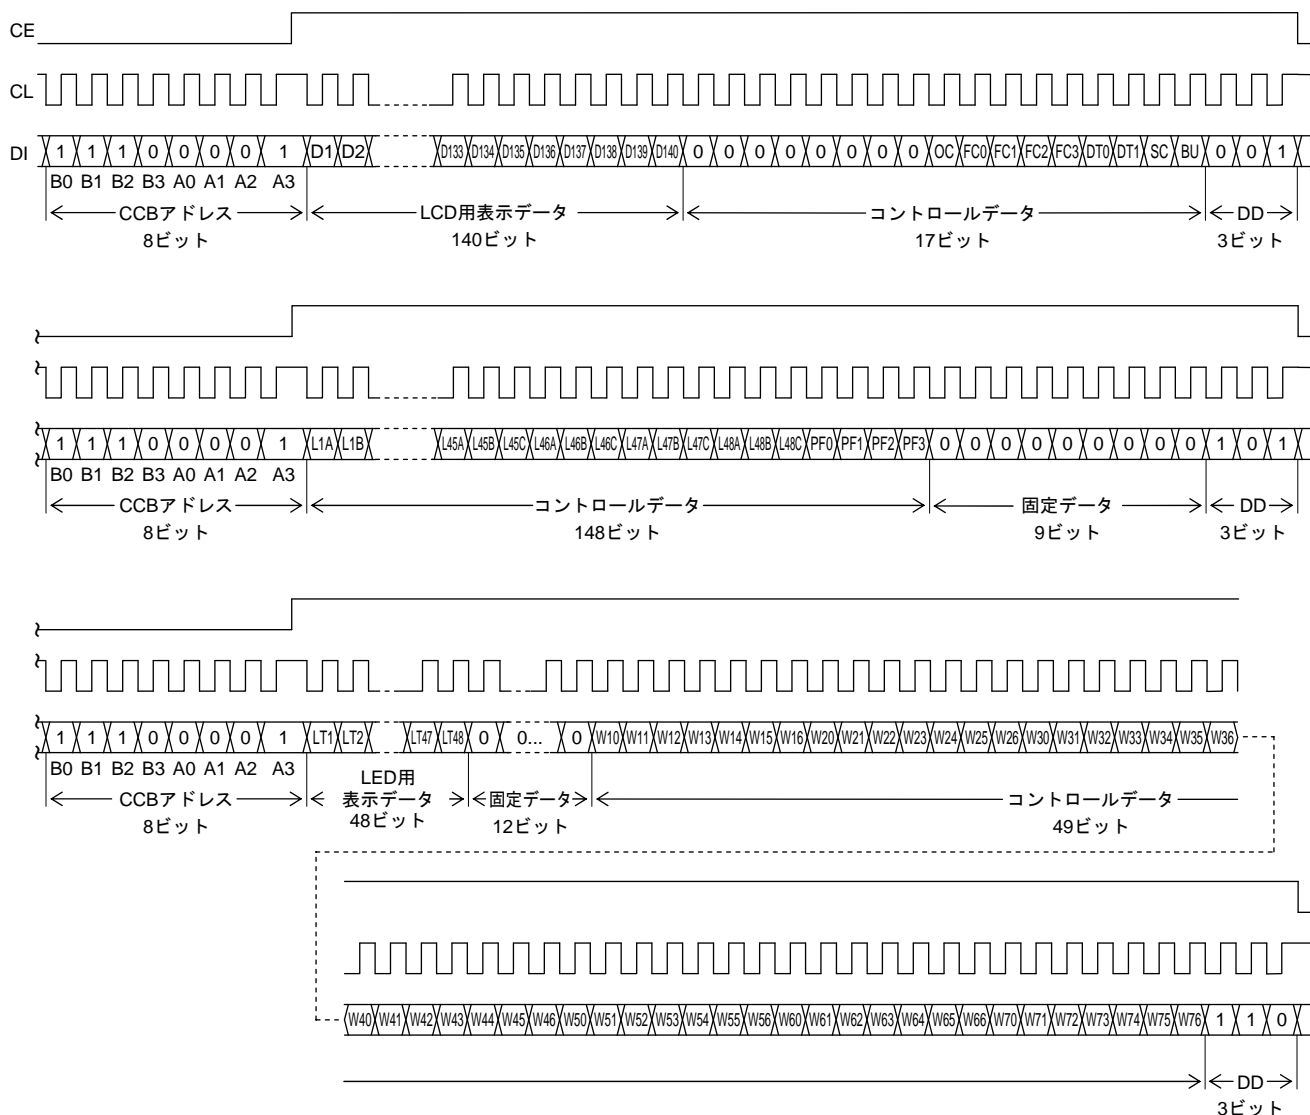 CE
CL
DI 1 1 1 0 0 0 0 1 D1 D2 D133 D134 D135 D136 D137 D138 D139 D140 0 0 0 0 0 0 0 0 OC FC0 FC1 FC2 FC3 DT0 DT1 SC BU 0 0 1
B0 B1 B2 B3 A0 A1 A2 A3
CCBアドレス LCD用表示データ コントロールデータ DD
8ビット 140ビット 17ビット 3ビット
1 1 1 0 0 0 0 1 L1A L1B L45A L45B L45C L46A L46B L46C L47A L47B L47C L48A L48B L48C PF0 PF1 PF2 PF3 0 0 0 0 0 0 0 0 0 1 0 1
B0 B1 B2 B3 A0 A1 A2 A3
CCBアドレス コントロールデータ 固定データ DD
8ビット 148ビット 9ビット 3ビット
1 1 1 0 0 0 0 1 LT1 LT2 LT47 LT48 0 0... 0 W10 W11 W12 W13 W14 W15 W16 W20 W21 W22 W23 W24 W25 W26 W30 W31 W32 W33 W34 W35 W36
B0 B1 B2 B3 A0 A1 A2 A3
CCBアドレス LED用 固定データ コントロールデータ
表示データ
8ビット 48ビット 12ビット 49ビット
W40 W41 W42 W43 W44 W45 W46 W50 W51 W52 W53 W54 W55 W56 W60 W61 W62 W63 W64 W65 W66 W70 W71 W72 W73 W74 W75 W76 1 1 0
DD
3ビット